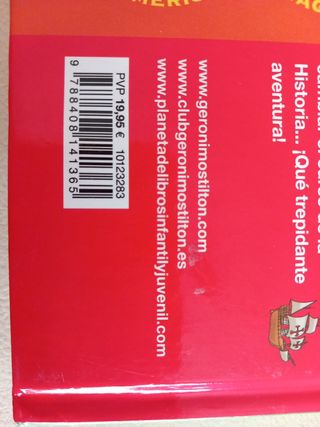 MÉRIC
Historia... ¡Qué trepidante
aventura!
www.geronimostilton.com
www.clubgeronimostilton.es
www.planetadelibrosinfantilyjuvenil.com
PVP 19,95 € 10123283
9 788408 141365